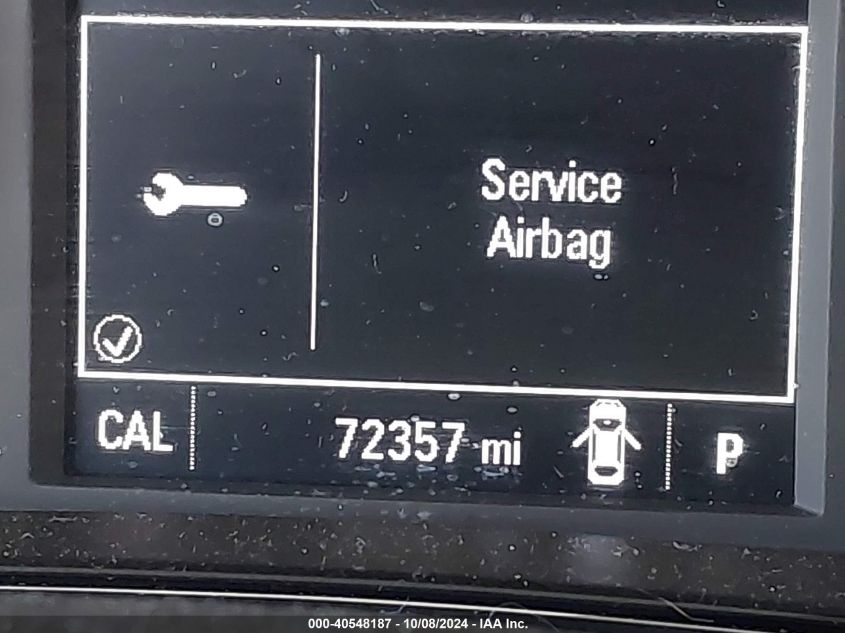 Service
Airbag
CAL
72357 mi
P
000-40548187 - 10/08/2024 - IAA Inc.